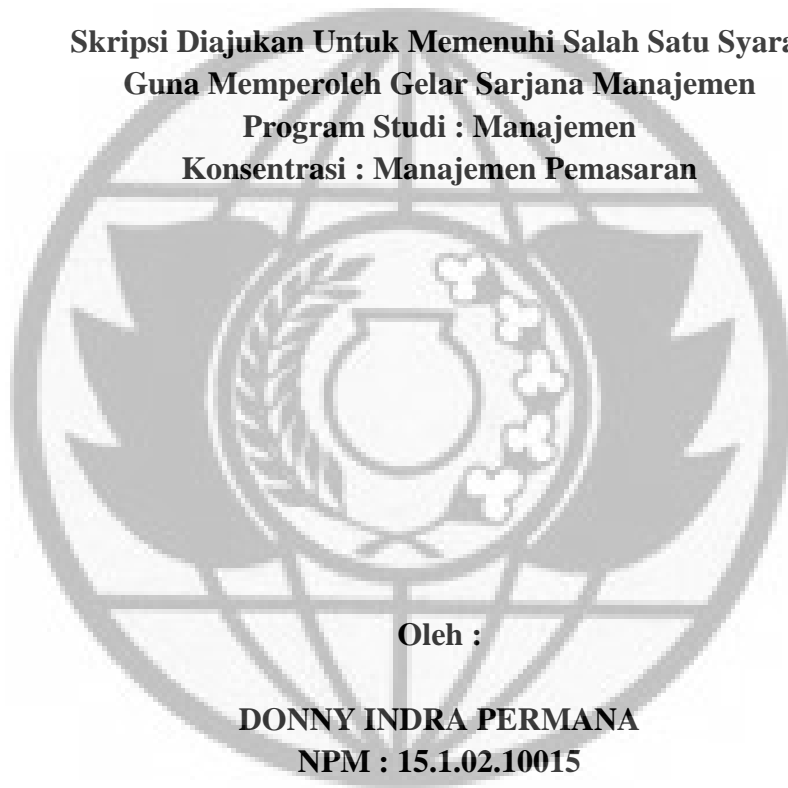 Skripsi Diajukan Untuk Memenuhi Salah Satu Syara
Guna Memperoleh Gelar Sarjana Manajemen
Program Studi : Manajemen
Konsentrasi : Manajemen Pemasaran
Oleh :
DONNY INDRA PERMANA
NPM : 15.1.02.10015